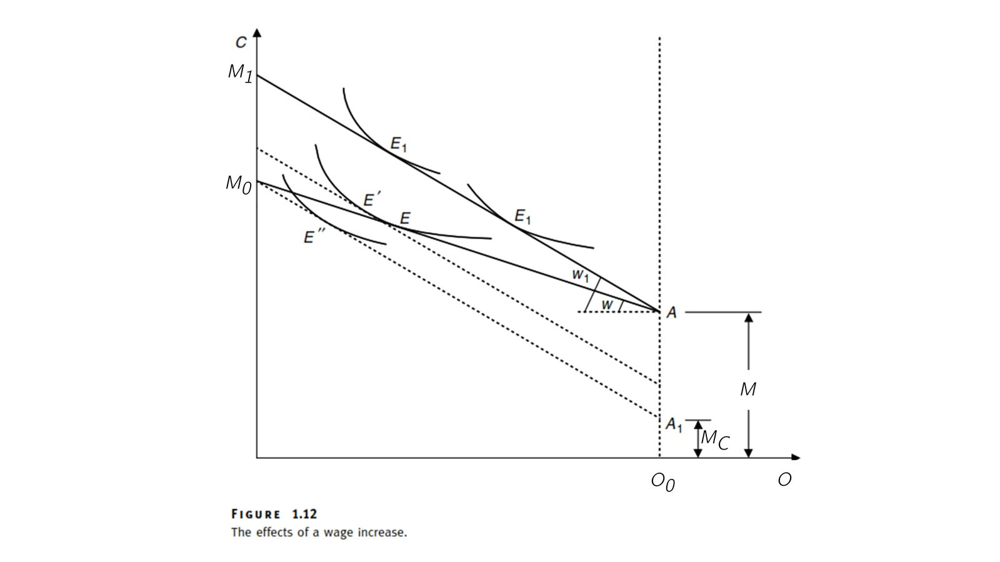 C
M1
E1
M0
E′
E
E1
E″
w1
w
A
M
A1
MC
O0
O
FIGURE 1.12
The effects of a wage increase.